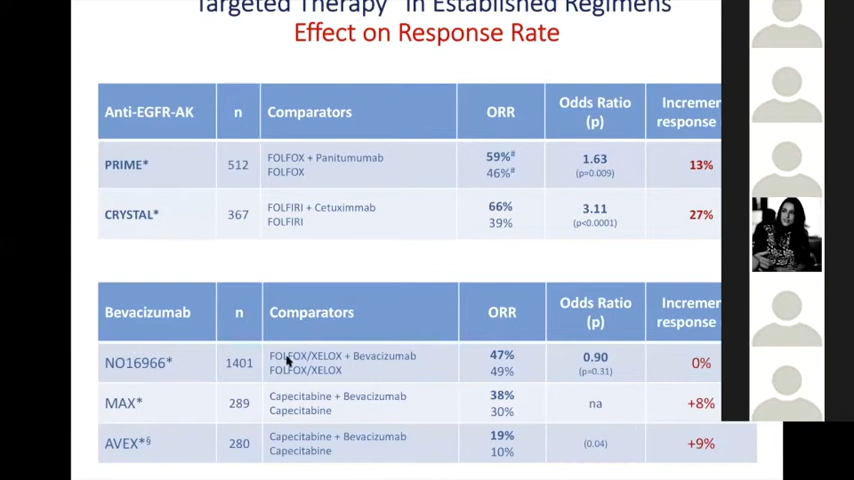 Targeted Therapy" in Established Regimens
Effect on Response Rate
Anti-EGFR-AK n Comparators ORR Odds Ratio (p) Incremen response
PRIME* 512 FOLFOX + Panitumumab 59%# 1.63 13%
FOLFOX 46%# (p=0.009)
CRYSTAL* 367 FOLFIRI + Cetuximmab 66% 3.11 27%
FOLFIRI 39% (p<0.0001)
Bevacizumab n Comparators ORR Odds Ratio (p) Incremen response
NO16966* 1401 FOLFOX/XELOX + Bevacizumab 47% 0.90 0%
FOLFOX/XELOX 49% (p=0.31)
MAX* 289 Capecitabine + Bevacizumab 38% na +8%
Capecitabine 30%
AVEX*§ 280 Capecitabine + Bevacizumab 19% (0.04) +9%
Capecitabine 10%